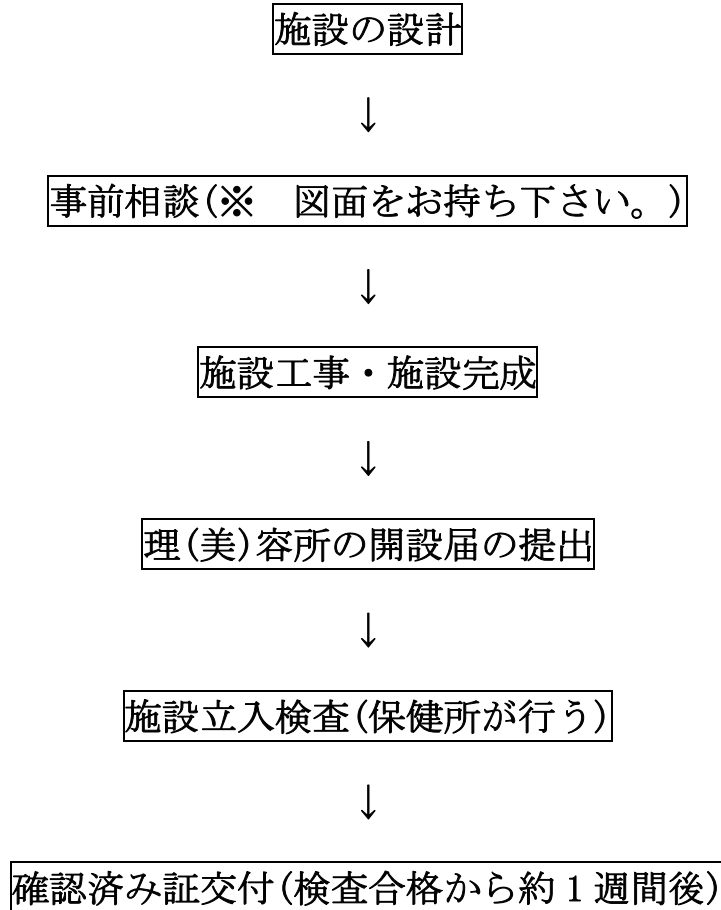 施設の設計
↓
事前相談(※　図面をお持ち下さい。)
↓
施設工事・施設完成
↓
理(美)容所の開設届の提出
↓
施設立入検査(保健所が行う)
↓
確認済み証交付(検査合格から約1週間後)